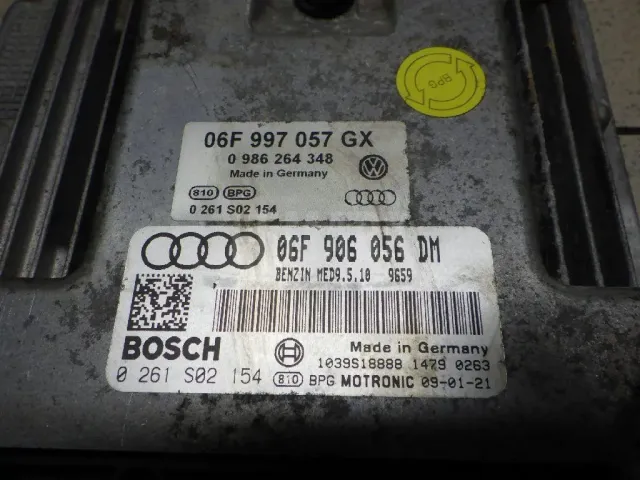 BPG
06F 997 057 GX
0 986 264 348
Made in Germany
810 BPG
0 261 S02 154
06F 906 056 DM
BENZIN MED9.5.10 9659
BOSCH
Made in Germany
1039S18888 1479 0263
0 261 S02 154 810 BPG MOTRONIC 09-01-21